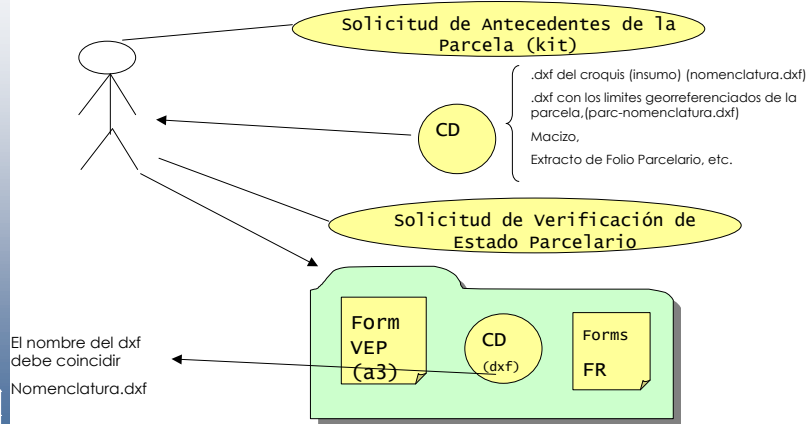 Solicitud de Antecedentes de la
Parcela (kit)
.dxf del croquis (insumo) (nomenclatura.dxf)
.dxf con los limites georreferenciados de la
parcela,(parc-nomenclatura.dxf)
Macizo,
Extracto de Folio Parcelario, etc.
CD
Solicitud de Verificación de
Estado Parcelario
Form
VEP
(a3)
CD
(dxf)
Forms
FR
El nombre del dxf
debe coincidir
Nomenclatura.dxf